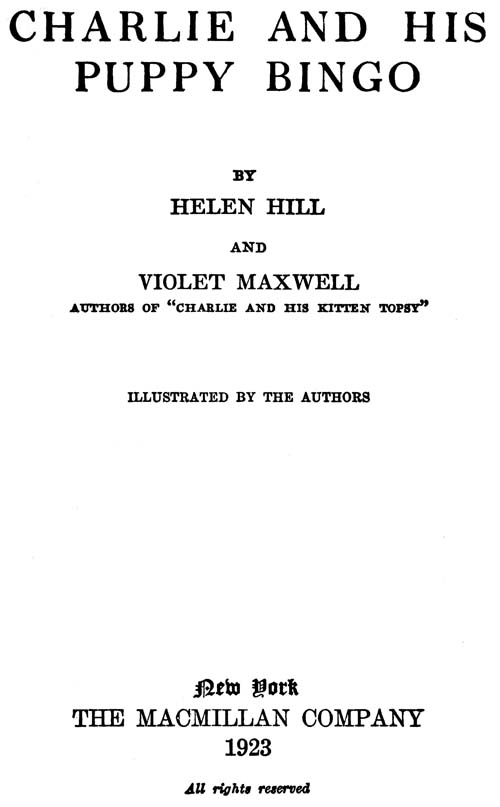 CHARLIE AND HIS
PUPPY BINGO
BY
HELEN HILL
AND
VIOLET MAXWELL
AUTHORS OF “CHARLIE AND HIS KITTEN TOPSY”
ILLUSTRATED BY THE AUTHORS
New York
THE MACMILLAN COMPANY
1923
All rights reserved